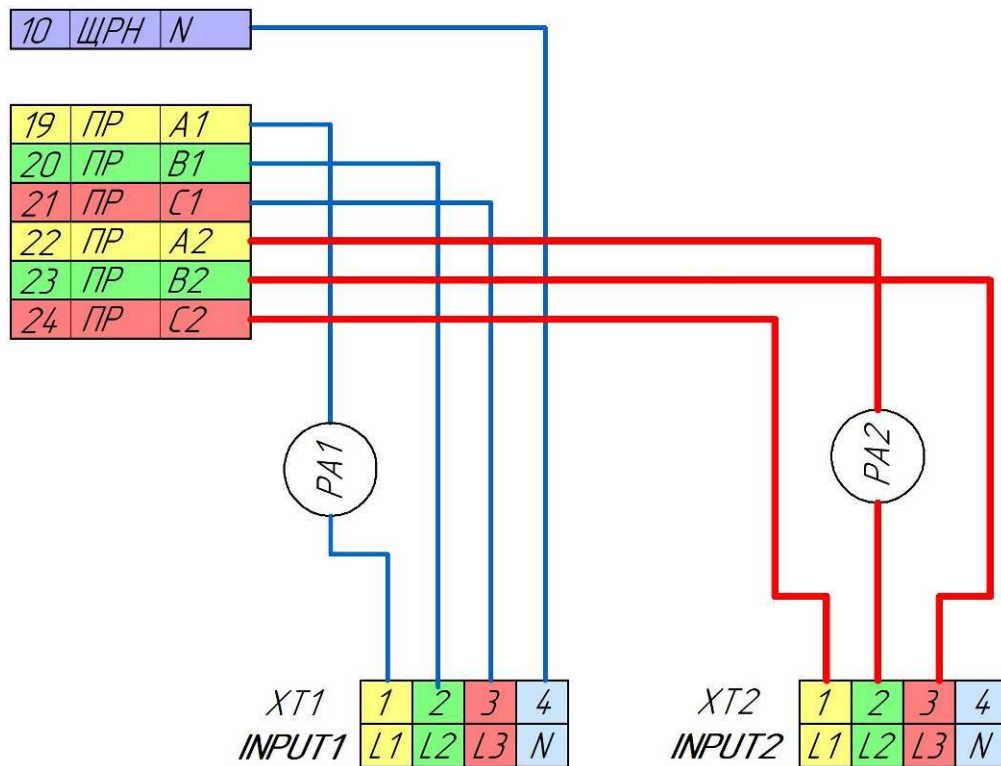 10 ЩРН N
19 ПР A1
20 ПР B1
21 ПР C1
22 ПР A2
23 ПР B2
24 ПР C2
PA1
PA2
XT1 1 2 3 4
INPUT1 L1 L2 L3 N
XT2 1 2 3 4
INPUT2 L1 L2 L3 N